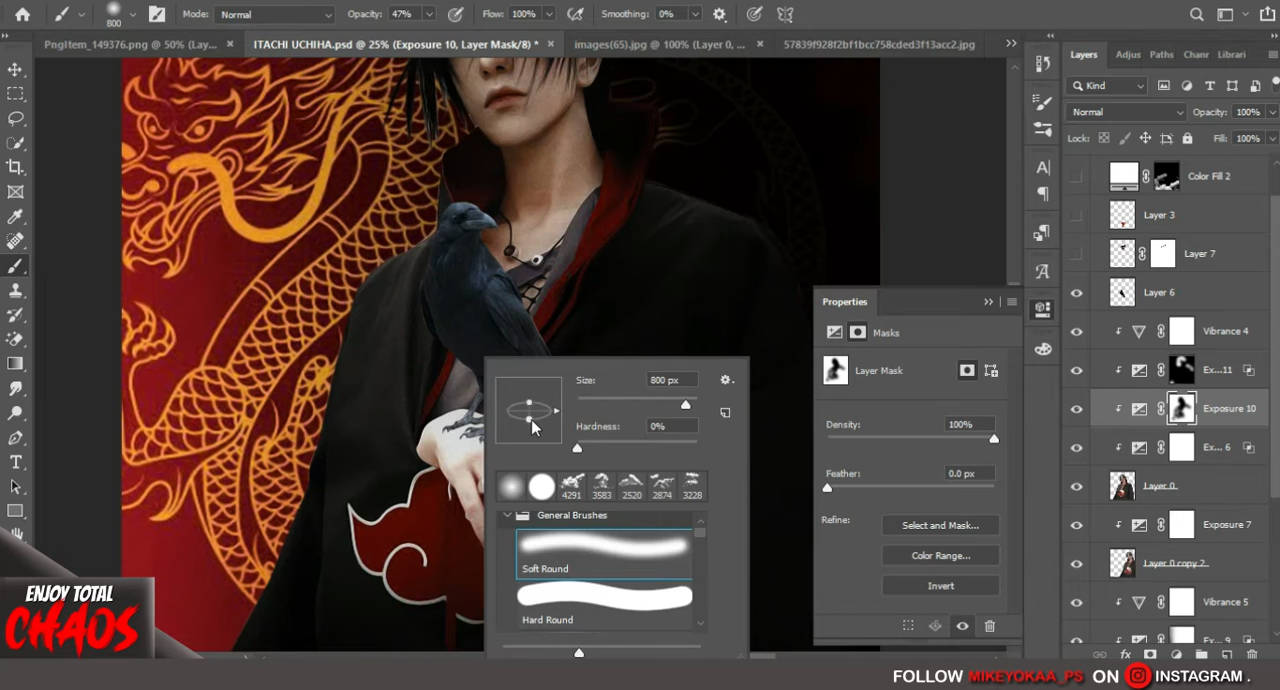 800
Mode: Normal
Opacity: 47%
Flow: 100%
Smoothing: 0%
PngItem_149376.png @ 50% (Lay...
ITACHI UCHIHA.psd @ 25% (Exposure 10, Layer Mask/8) *
images(65).jpg @ 100% (Layer 0, ...
57839f928f2bf1bcc758cded3f13acc2.jpg
Layers
Adjus
Paths
Chanr
Librari
Kind
Normal
Opacity: 100%
Lock:
Fill: 100%
Color Fill 2
Layer 3
Layer 7
Layer 6
Vibrance 4
Ex...11
Exposure 10
Ex... 6
Layer 0
Exposure 7
Layer 0 copy 2
Vibrance 5
Ex... 9
Properties
Masks
Layer Mask
Density: 100%
Feather: 0.0 px
Refine:
Select and Mask...
Color Range...
Invert
Size: 800 px
Hardness: 0%
4291
3583
2520
2874
3228
General Brushes
Soft Round
Hard Round
ENJOY TOTAL
CHAOS
FOLLOW MIKEYOKAA_PS ON INSTAGRAM .